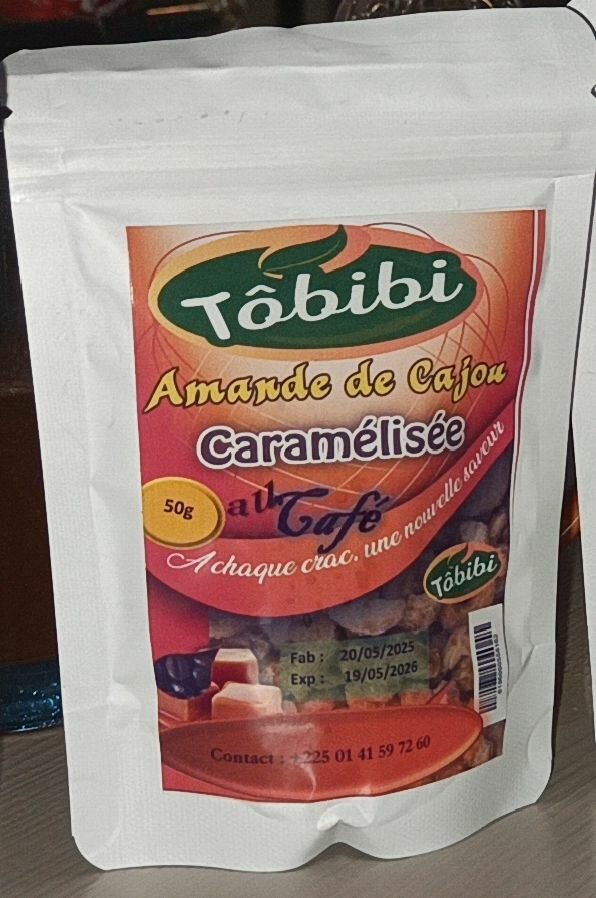 Tôbibi
Amande de Cajou
Caramélisée
50g
au Café
A chaque crac, une nouvelle saveur
Tôbibi
Fab : 20/05/2025
Exp : 19/05/2026
Contact : +225 01 41 59 72 60